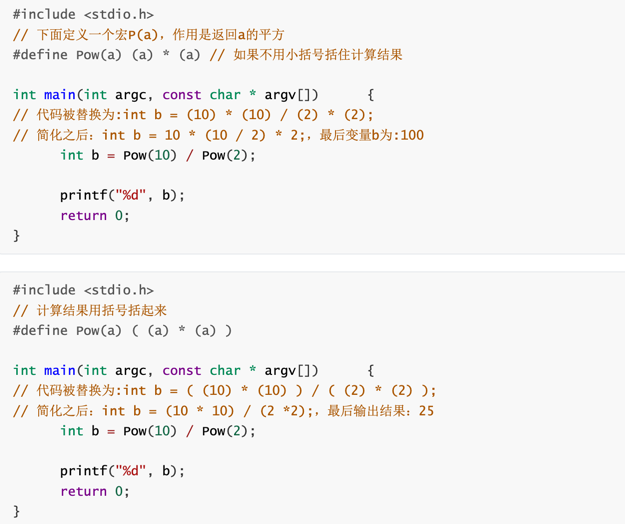 #include <stdio.h>
// 下面定义一个宏P(a)，作用是返回a的平方
#define Pow(a) (a) * (a) // 如果不用小括号括住计算结果
int main(int argc, const char * argv[]) {
// 代码被替换为:int b = (10) * (10) / (2) * (2);
// 简化之后：int b = 10 * (10 / 2) * 2;，最后变量b为:100
int b = Pow(10) / Pow(2);
printf("%d", b);
return 0;
}
#include <stdio.h>
// 计算结果用括号括起来
#define Pow(a) ( (a) * (a) )
int main(int argc, const char * argv[]) {
// 代码被替换为:int b = ( (10) * (10) ) / ( (2) * (2) );
// 简化之后：int b = (10 * 10) / (2 *2);，最后输出结果：25
int b = Pow(10) / Pow(2);
printf("%d", b);
return 0;
}